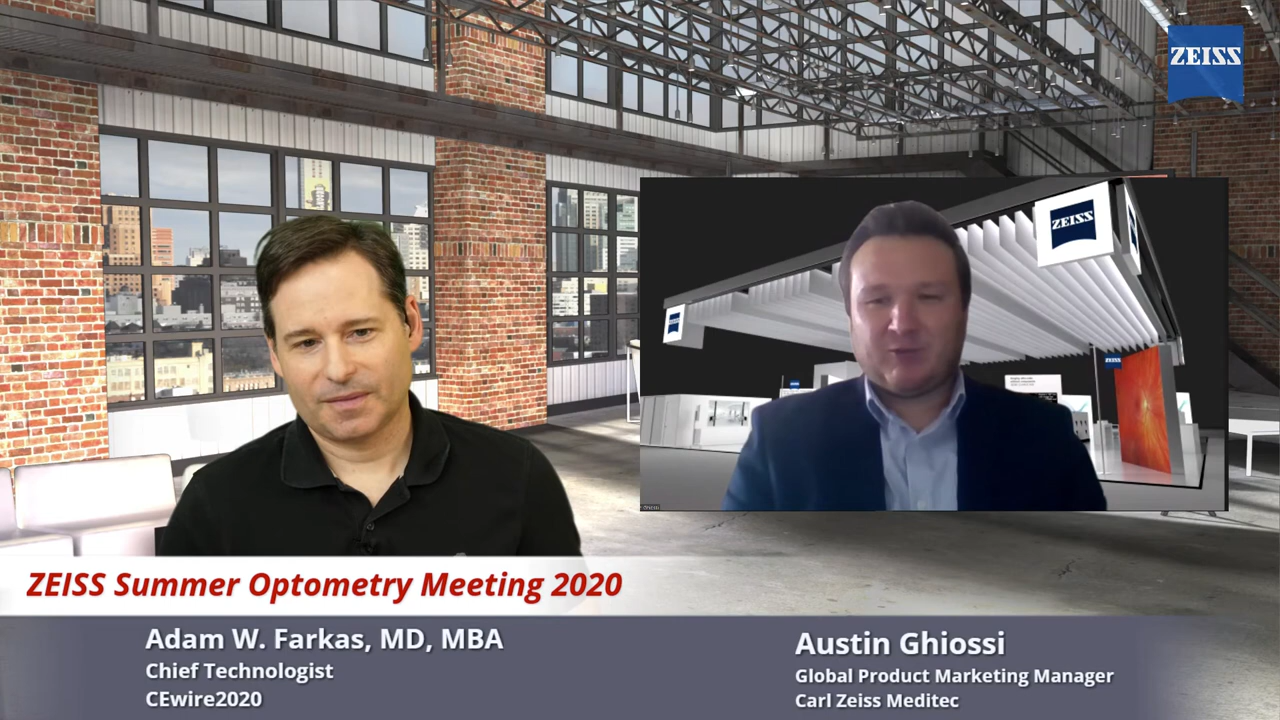 ZEISS
ZEISS
ZEISS
ZEISS Summer Optometry Meeting 2020
Adam W. Farkas, MD, MBA
Chief Technologist
CEwire2020
Austin Ghiossi
Global Product Marketing Manager
Carl Zeiss Meditec